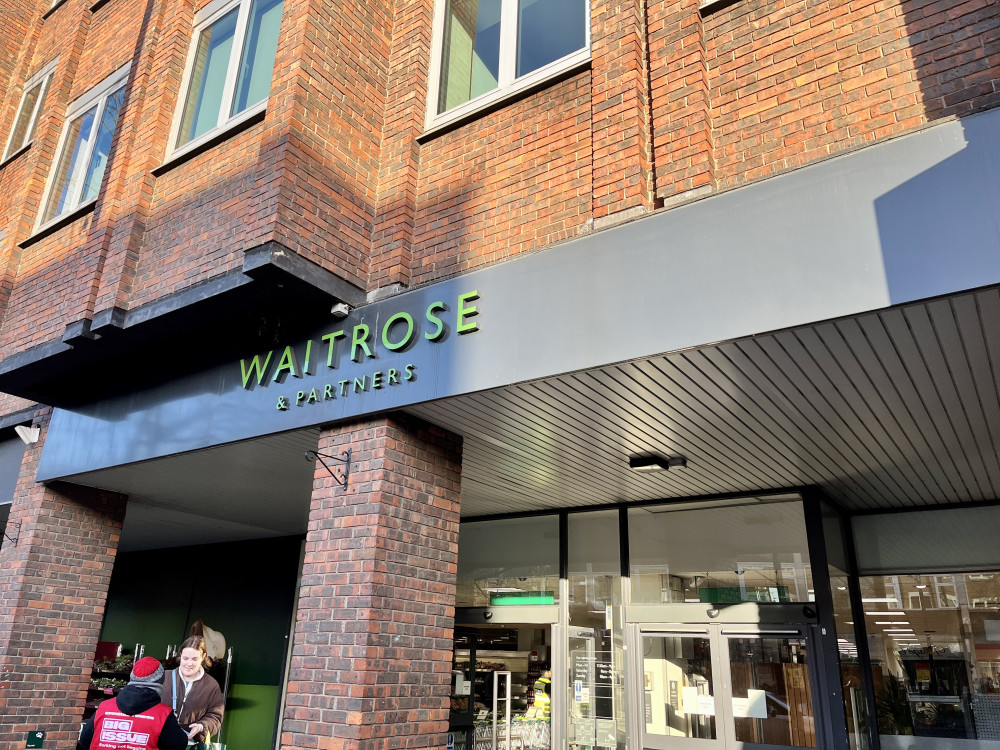 WAITROSE
& PARTNERS
BIG
ISSUE